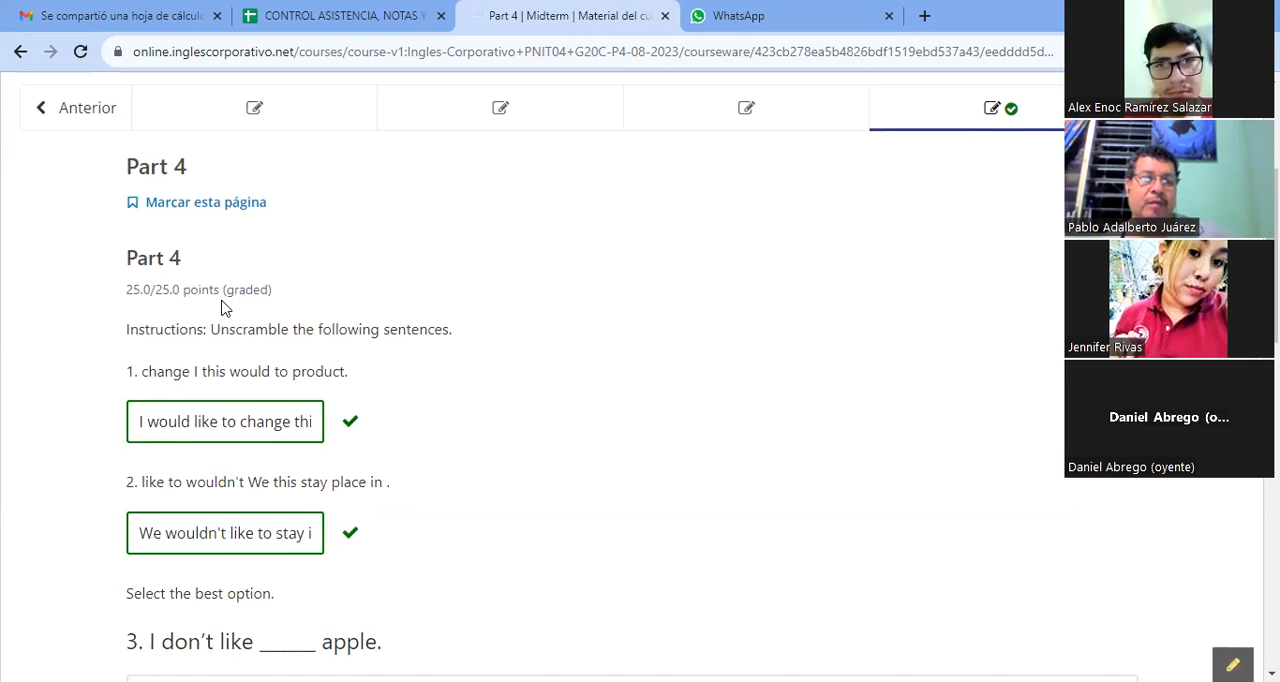 Se compartió una hoja de cálculo
CONTROL ASISTENCIA, NOTAS Y
Part 4 | Midterm | Material del cu
WhatsApp
online.inglescorporativo.net/courses/course-v1:Ingles-Corporativo+PNIT04+G20C-P4-08-2023/courseware/423cb278ea5b4826bdf1519ebd537a43/eedddd5d...
Anterior
Part 4
Marcar esta página
Part 4
25.0/25.0 points (graded)
Instructions: Unscramble the following sentences.
1. change I this would to product.
I would like to change thi
2. like to wouldn't We this stay place in .
We wouldn't like to stay i
Select the best option.
3. I don't like ______ apple.
Alex Enoc Ramírez Salazar
Pablo Adalberto Juárez
Jennifer Rivas
Daniel Abrego (o...
Daniel Abrego (oyente)